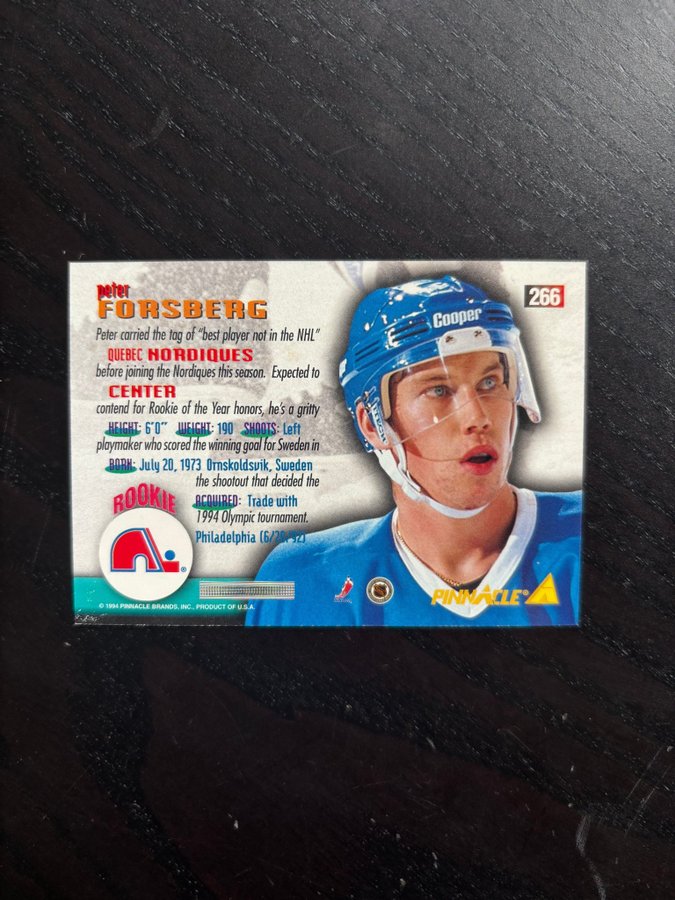 peter
FORSBERG
Peter carried the tag of "best player not in the NHL"
QUEBEC NORDIQUES
before joining the Nordiques this season. Expected to
CENTER
contend for Rookie of the Year honors, he's a gritty
HEIGHT: 6'0" WEIGHT: 190 SHOOTS: Left
playmaker who scored the winning goal for Sweden in
BORN: July 20, 1973 Ornskoldsvik, Sweden
the shootout that decided the
ROOKIE
ACQUIRED: Trade with
1994 Olympic tournament.
Philadelphia (6/20/92)
© 1994 PINNACLE BRANDS, INC., PRODUCT OF U.S.A.
266
Cooper
PINNACLE®